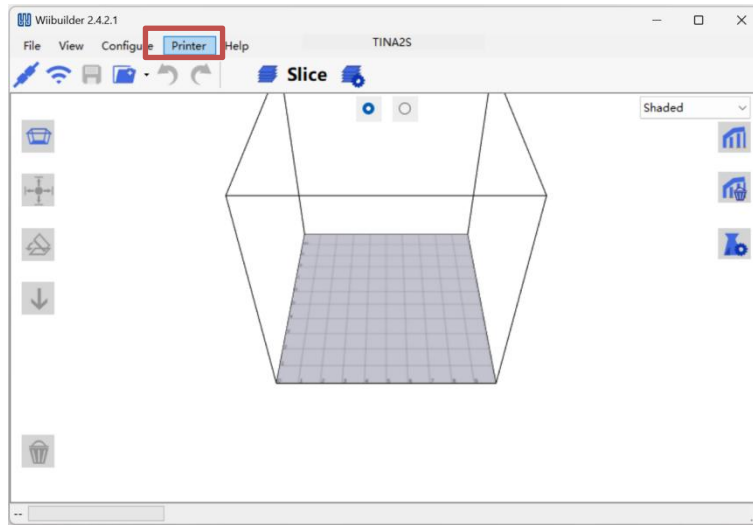 Wiibuilder 2.4.2.1
File View Configure Printer Help TINA2S
Slice
Shaded
--